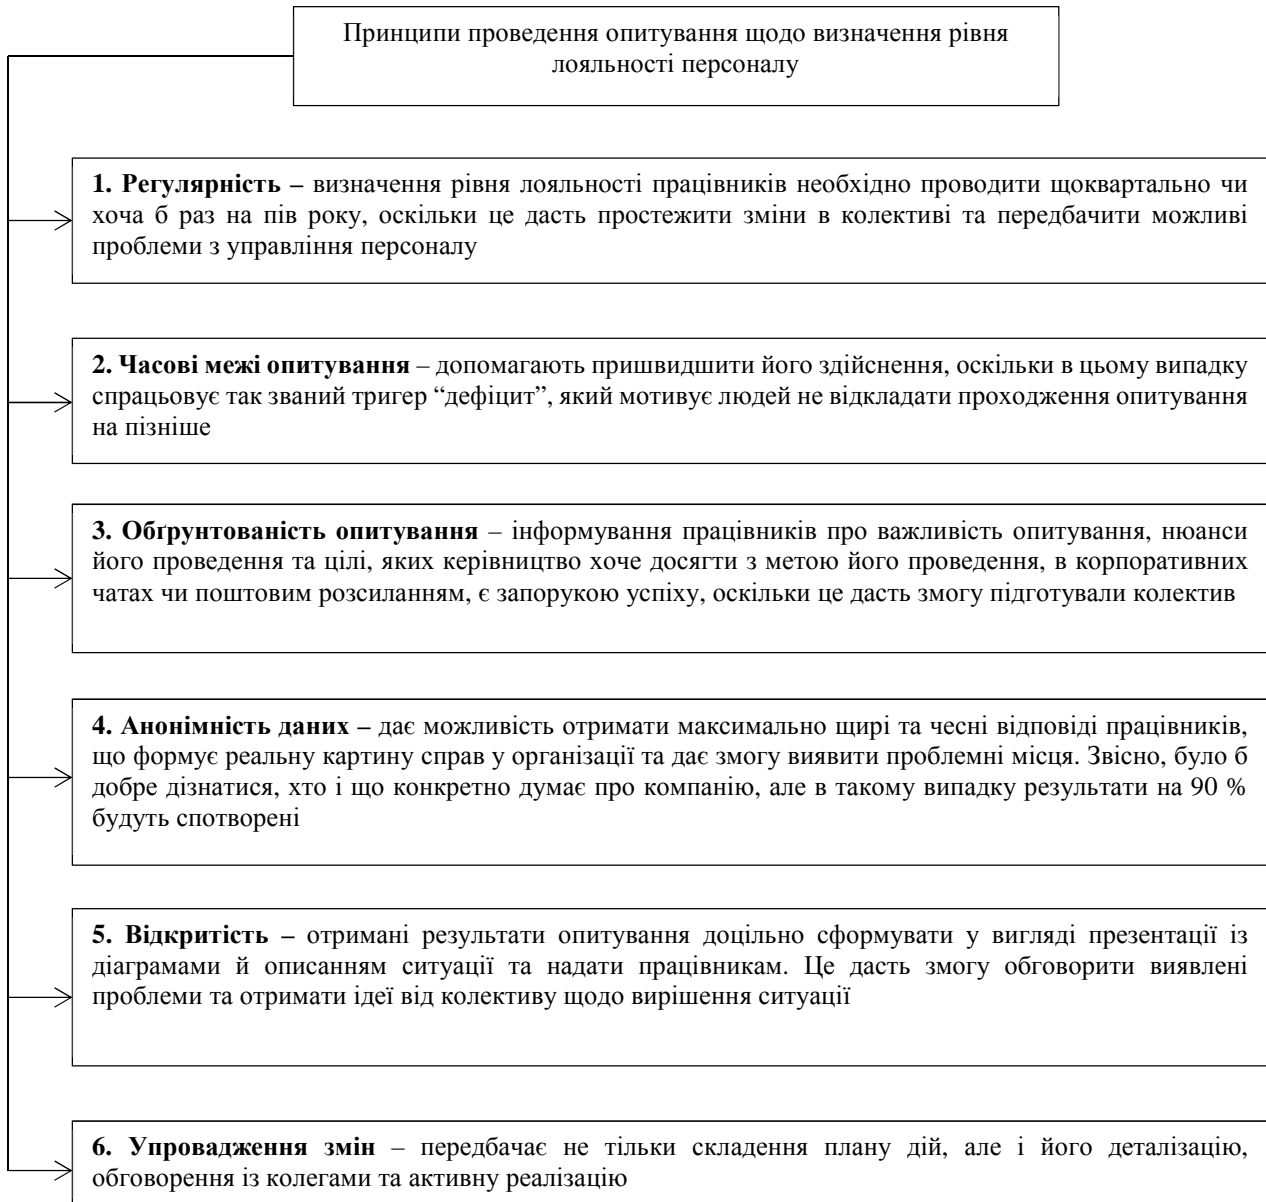 Принципи проведення опитування щодо визначення рівня
лояльності персоналу
1. Регулярність – визначення рівня лояльності працівників необхідно проводити щоквартально чи
хоча б раз на пів року, оскільки це дасть простежити зміни в колективі та передбачити можливі
проблеми з управління персоналу
2. Часові межі опитування – допомагають пришвидшити його здійснення, оскільки в цьому випадку
спрацьовує так званий тригер “дефіцит”, який мотивує людей не відкладати проходження опитування
на пізніше
3. Обґрунтованість опитування – інформування працівників про важливість опитування, нюанси
його проведення та цілі, яких керівництво хоче досягти з метою його проведення, в корпоративних
чатах чи поштовим розсиланням, є запорукою успіху, оскільки це дасть змогу підготували колектив
4. Анонімність даних – дає можливість отримати максимально щирі та чесні відповіді працівників,
що формує реальну картину справ у організації та дає змогу виявити проблемні місця. Звісно, було б
добре дізнатися, хто і що конкретно думає про компанію, але в такому випадку результати на 90 %
будуть спотворені
5. Відкритість – отримані результати опитування доцільно сформувати у вигляді презентації із
діаграмами й описанням ситуації та надати працівникам. Це дасть змогу обговорити виявлені
проблеми та отримати ідеї від колективу щодо вирішення ситуації
6. Упровадження змін – передбачає не тільки складення плану дій, але і його деталізацію,
обговорення із колегами та активну реалізацію